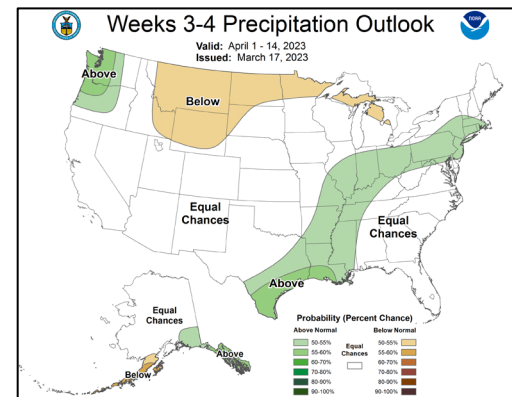 Weeks 3-4 Precipitation Outlook
Valid: April 1 - 14, 2023
Issued: March 17, 2023
noaa
Above
Below
Equal
Chances
Equal
Chances
Above
Equal
Chances
Above
Below
Probability (Percent Chance)
Above Normal
Below Normal
50-55%
55-60%
60-70%
70-80%
80-90%
90-100%
Equal
Chances
50-55%
55-60%
60-70%
70-80%
80-90%
90-100%